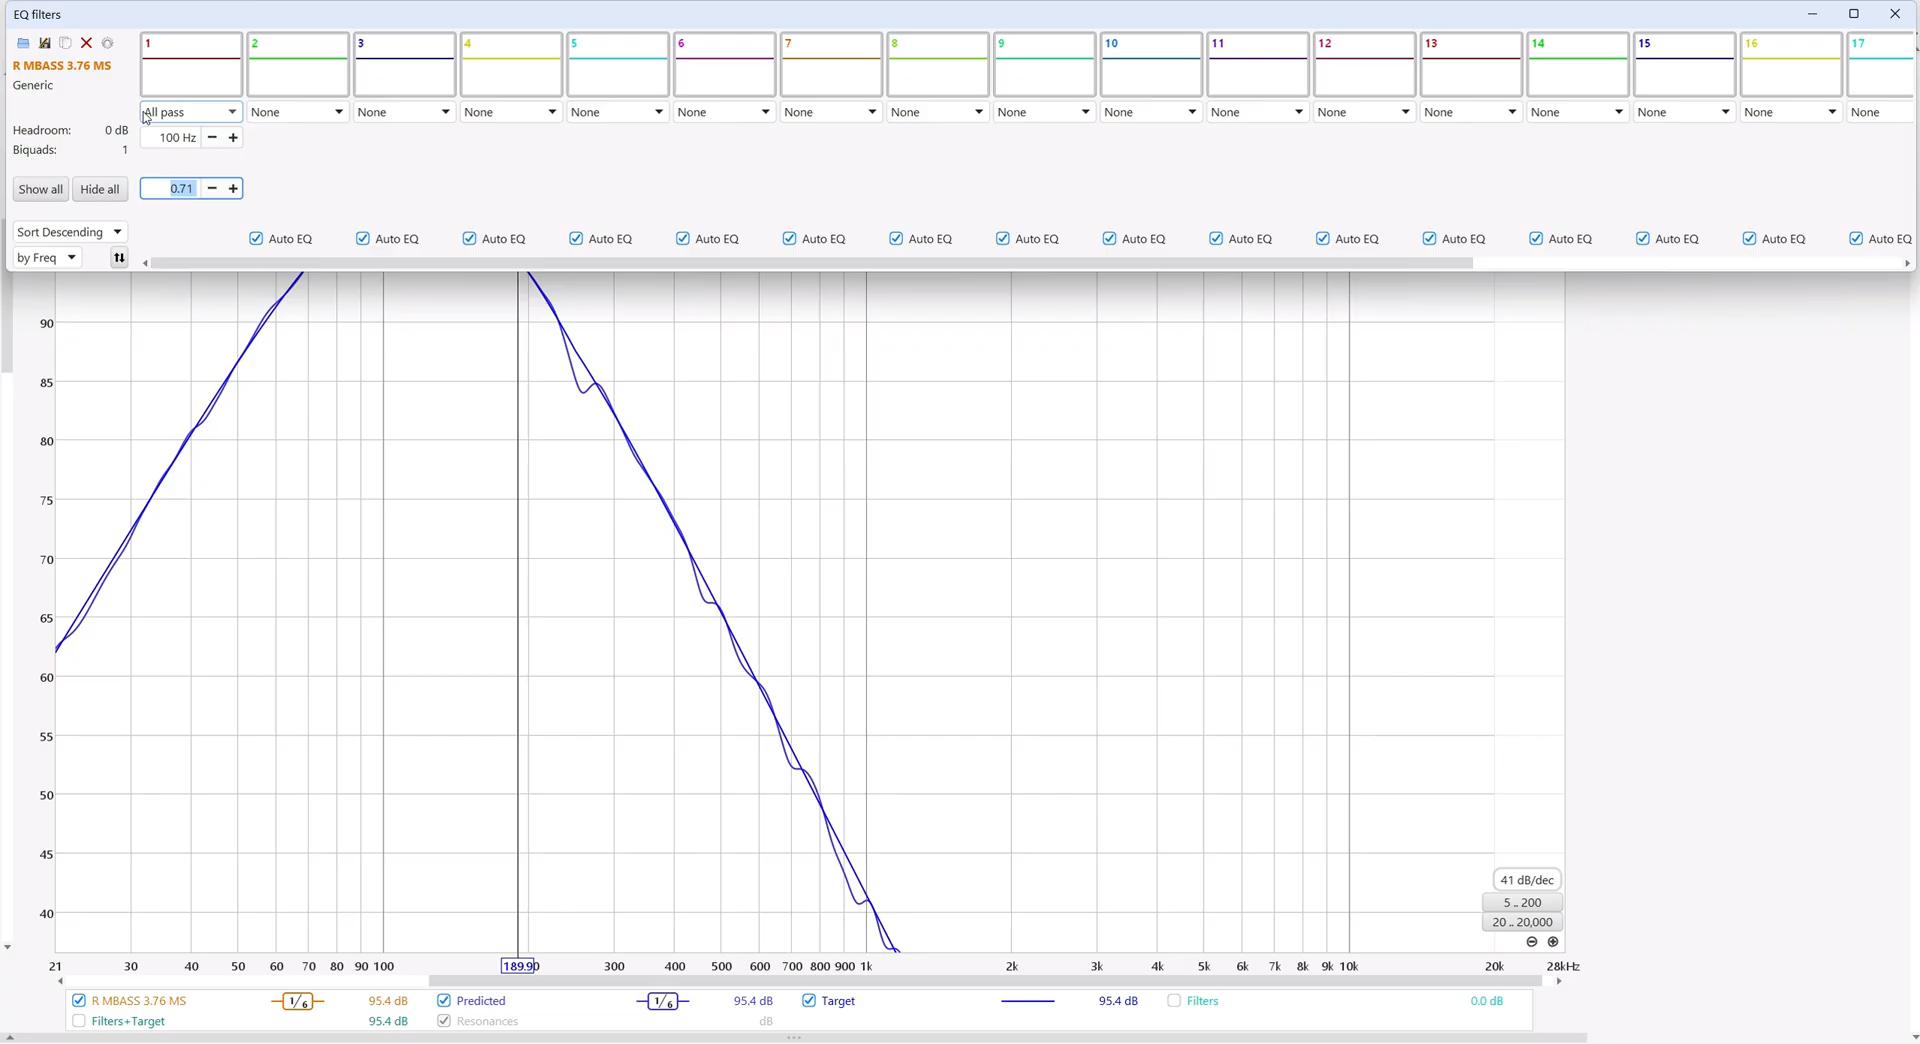 EQ filters
1 2 3 4 5 6 7 8 9 10 11 12 13 14 15 16 17
R MBASS 3.76 MS
Generic
All pass None None None None None None None None None None None None None None None None
Headroom: 0 dB
100 Hz
Biquads: 1
Show all Hide all 0.71
Sort Descending
Auto EQ Auto EQ Auto EQ Auto EQ Auto EQ Auto EQ Auto EQ Auto EQ Auto EQ Auto EQ Auto EQ Auto EQ Auto EQ Auto EQ Auto EQ Auto EQ
by Freq
90
85
80
75
70
65
60
55
50
45
40
41 dB/dec
5 .. 200
20 .. 20,000
21 30 40 50 60 70 80 90 100 189.9 300 400 500 600 700 800 900 1k 2k 3k 4k 5k 6k 7k 8k 9k 10k 20k 28kHz
R MBASS 3.76 MS 1/6 95.4 dB Predicted 1/6 95.4 dB Target 95.4 dB Filters 0.0 dB
Filters+Target 95.4 dB Resonances dB